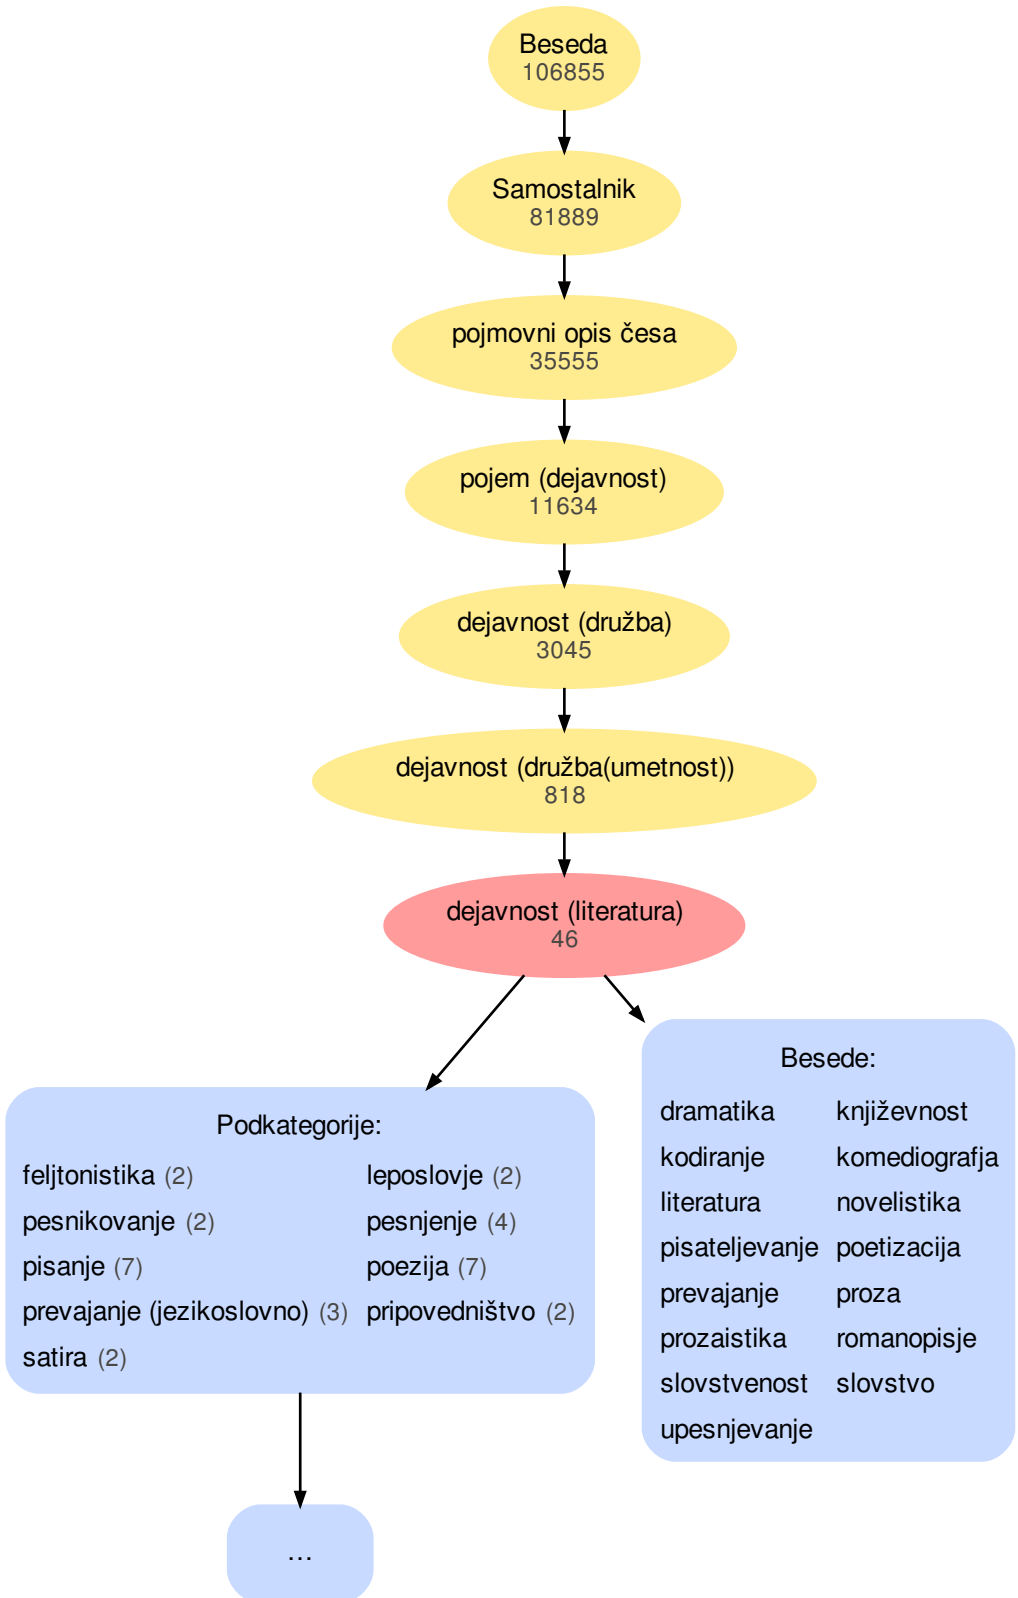 Beseda
106855
Samostalnik
81889
pojmovni opis česa
35555
pojem (dejavnost)
11634
dejavnost (družba)
3045
dejavnost (družba(umetnost))
818
dejavnost (literatura)
46
Podkategorije:
feljtonistika (2) leposlovje (2)
pesnikovanje (2) pesnjenje (4)
pisanje (7) poezija (7)
prevajanje (jezikoslovno) (3) pripovedništvo (2)
satira (2)
...
Besede:
dramatika književnost
kodiranje komediografja
literatura novelistika
pisateljevanje poetizacija
prevajanje proza
prozaistika romanopisje
slovstvenost slovstvo
upesnjevanje